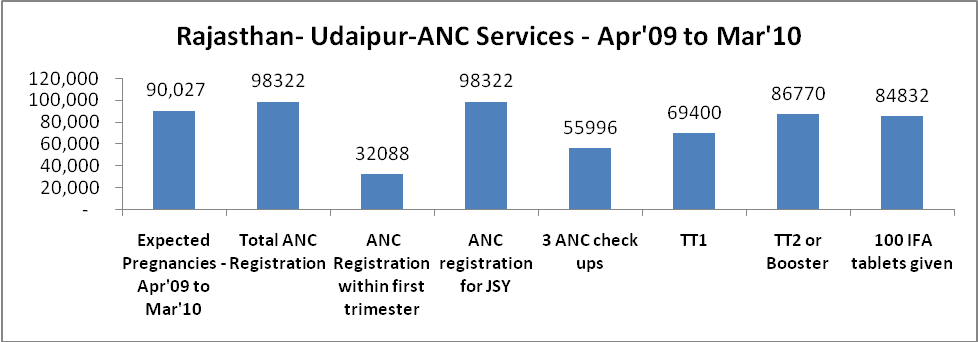 Rajasthan- Udaipur-ANC Services - Apr'09 to Mar'10
120,000
100,000
80,000
60,000
40,000
20,000
-
90,027
98322
32088
98322
55996
69400
86770
84832
Expected
Pregnancies -
Apr'09 to
Mar'10
Total ANC
Registration
ANC
Registration
within first
trimester
ANC
registration
for JSY
3 ANC check
ups
TT1
TT2 or
Booster
100 IFA
tablets given